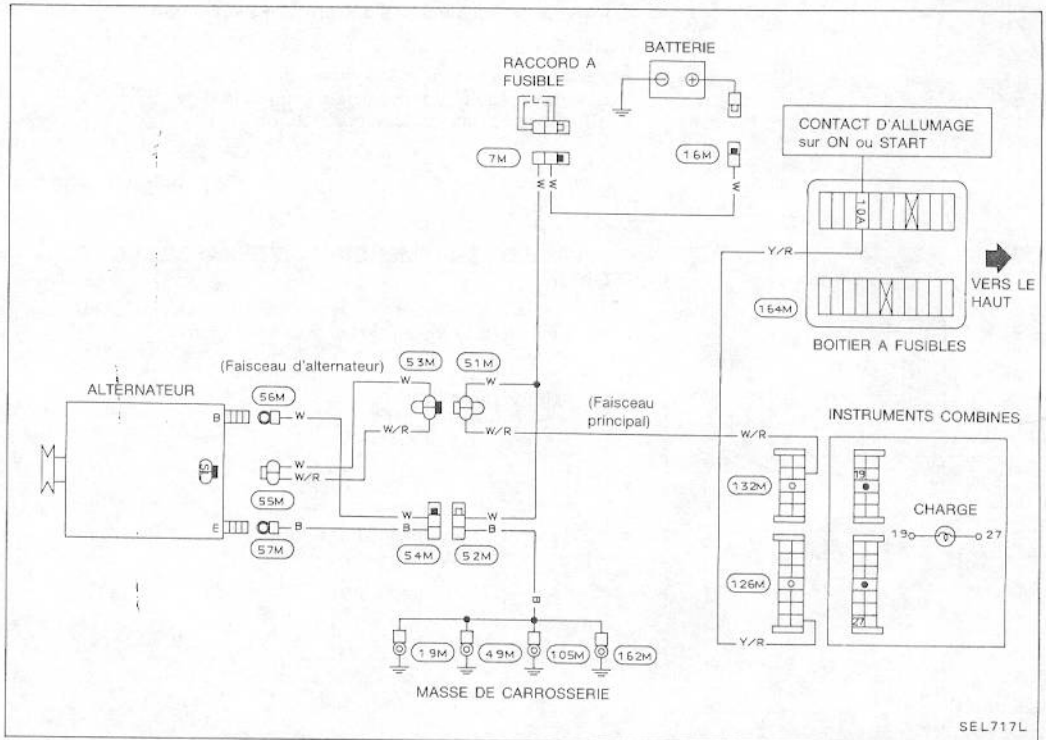 BATTERIE
RACCORD A
FUSIBLE
L
CONTACT D'ALLUMAGE
sur ON ou START
7M
16M
W
W
W
10A
Y/R
VERS LE
HAUT
164M
BOITIER A FUSIBLES
(Faisceau d'alternateur)
53M
51M
ALTERNATEUR
56M
W
W
B
W
(Faisceau
principal)
INSTRUMENTS COMBINES
W/R
W/R
W/R
W
W/R
55M
132M
19
CHARGE
19
27
W
W
E
B
B
B
57M
54M
52M
126M
27
B
Y/R
19M
49M
105M
162M
MASSE DE CARROSSERIE
SEL717L